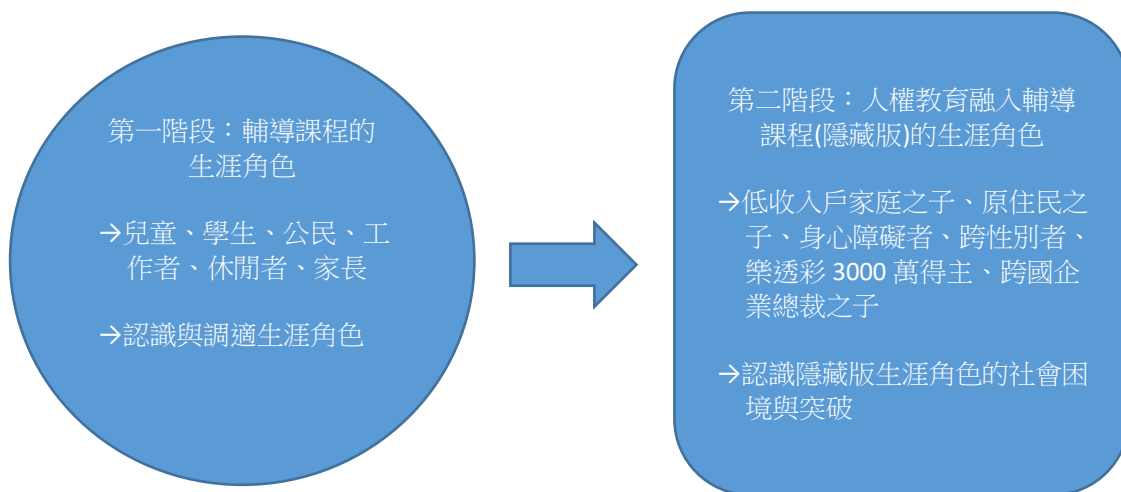 第一階段：輔導課程的
生涯角色
→兒童、學生、公民、工
作者、休閒者、家長
→認識與調適生涯角色
第二階段：人權教育融入輔導
課程(隱藏版)的生涯角色
→低收入戶家庭之子、原住民之
子、身心障礙者、跨性別者、
樂透彩 3000 萬得主、跨國企
業總裁之子
→認識隱藏版生涯角色的社會困
境與突破